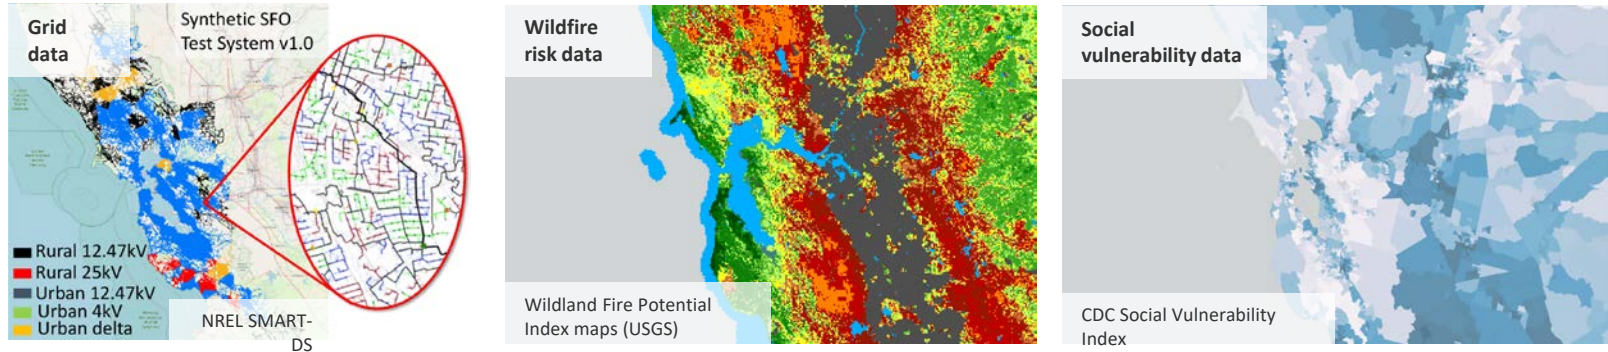 Grid
data
Synthetic SFO
Test System v1.0
Rural 12.47kV
Rural 25kV
Urban 12.47kV
Urban 4kV
Urban delta
NREL SMART-
DS
Wildfire
risk data
Wildland Fire Potential
Index maps (USGS)
Social
vulnerability data
CDC Social Vulnerability
Index